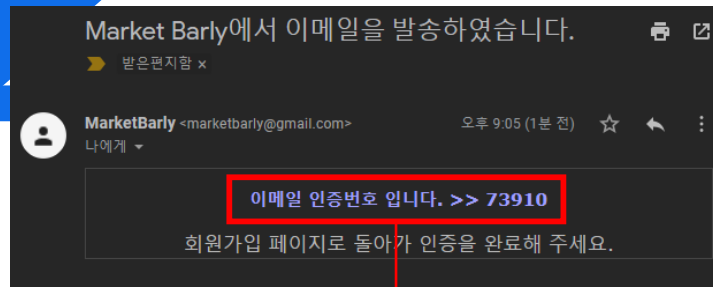 Market Barly에서 이메일을 발송하였습니다.
받은편지함 ×
MarketBarly <marketbarly@gmail.com> 오후 9:05 (1분 전)
나에게
이메일 인증번호 입니다. >> 73910
회원가입 페이지로 돌아가 인증을 완료해 주세요.